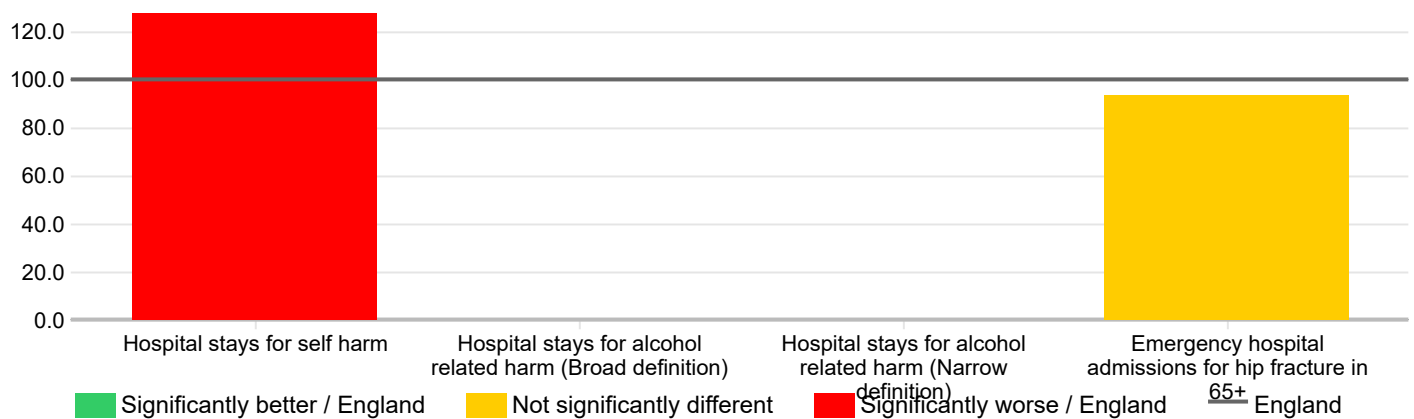 120.0
100.0
80.0
60.0
40.0
20.0
0.0
Hospital stays for self harm
Hospital stays for alcohol
related harm (Broad definition)
Hospital stays for alcohol
related harm (Narrow
definition)
Emergency hospital
admissions for hip fracture in
65+
Significantly better / England
Not significantly different
Significantly worse / England
England